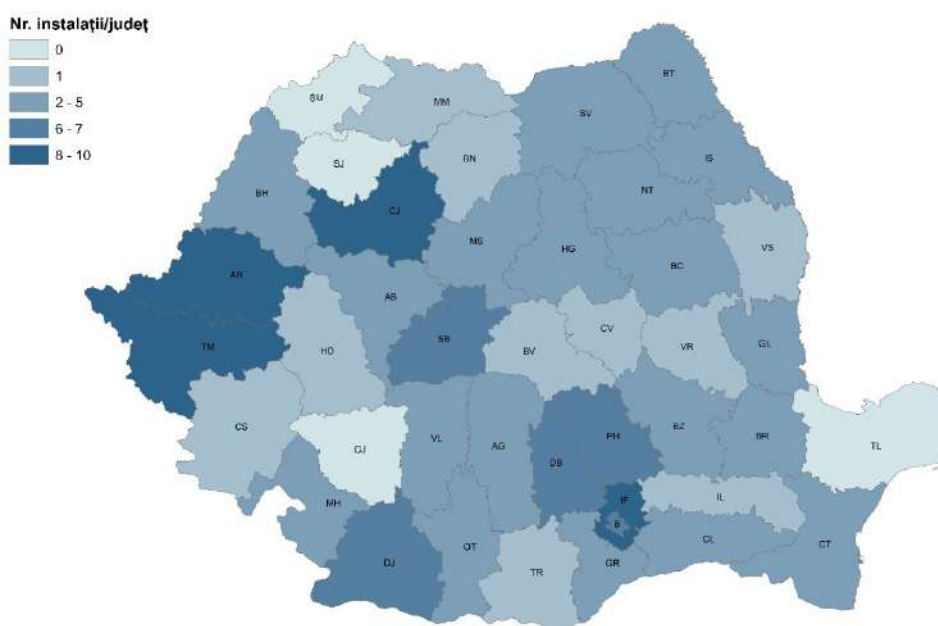 Nr. instalații/județ
0
1
2 - 5
6 - 7
8 - 10
BT
SM
MM
SV
SJ
BN
IS
BH
NT
CJ
MS
HG
VS
BC
AR
AB
SB
CV
TM
HD
BV
VR
GL
CS
GJ
VL
AG
PH
BZ
BR
TL
DB
MH
IF
IL
B
OT
CL
CT
DJ
TR
GR